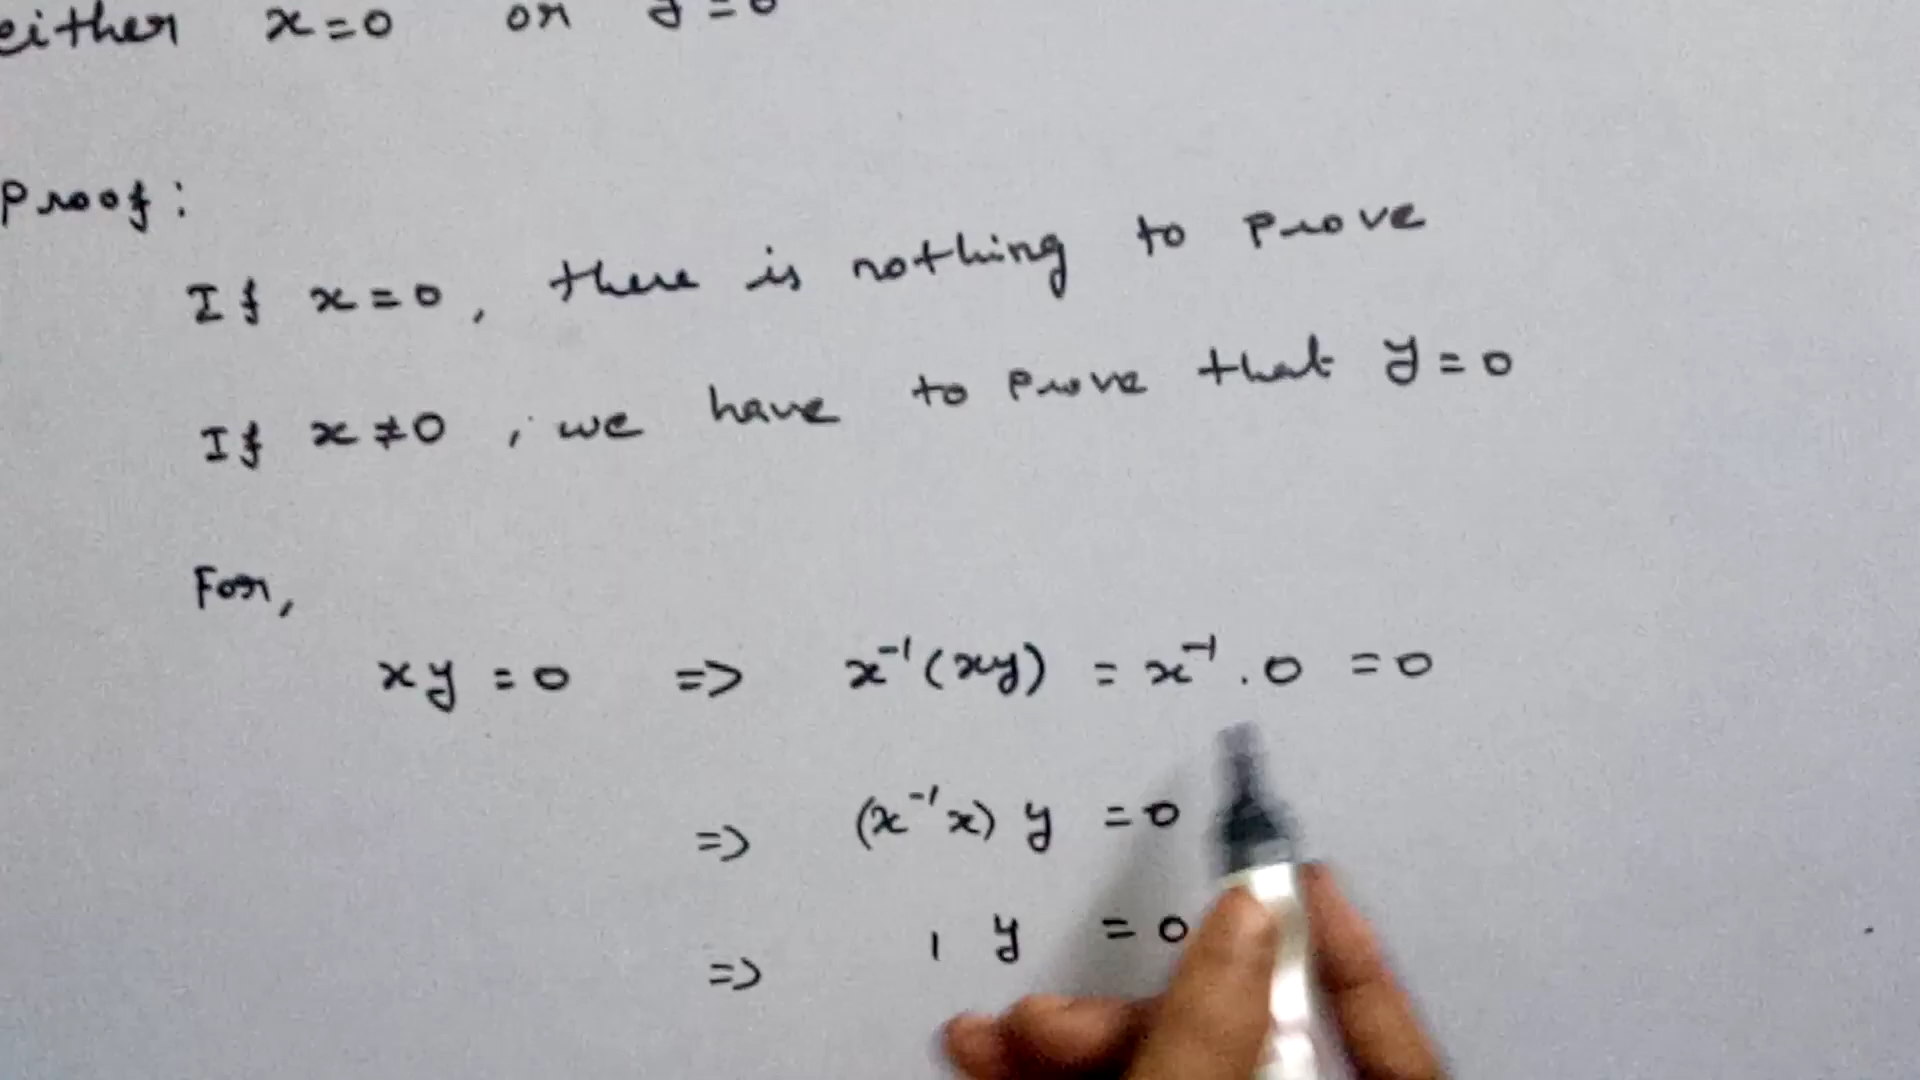 either x=0 or y=0
Proof:
If x=0, there is nothing to prove
If x≠0, we have to prove that y=0
For,
xy=0 => x⁻¹(xy) = x⁻¹.0 =0
=> (x⁻¹x) y =0
=> 1 y =0